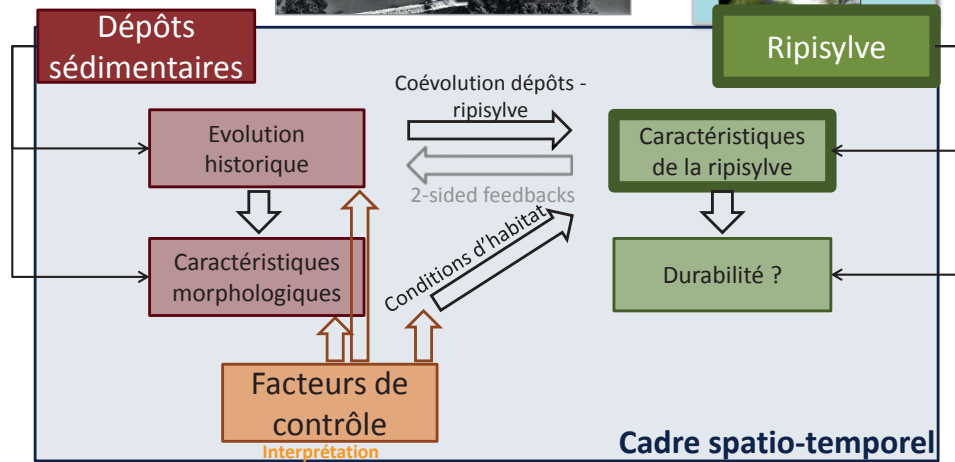 Dépôts
sédimentaires
Ripisylve
Coévolution dépôts -
ripisylve
Evolution
historique
Caractéristiques
de la ripisylve
2-sided feedbacks
Conditions d'habitat
Caractéristiques
morphologiques
Durabilité ?
Facteurs de
contrôle
Interprétation
Cadre spatio-temporel